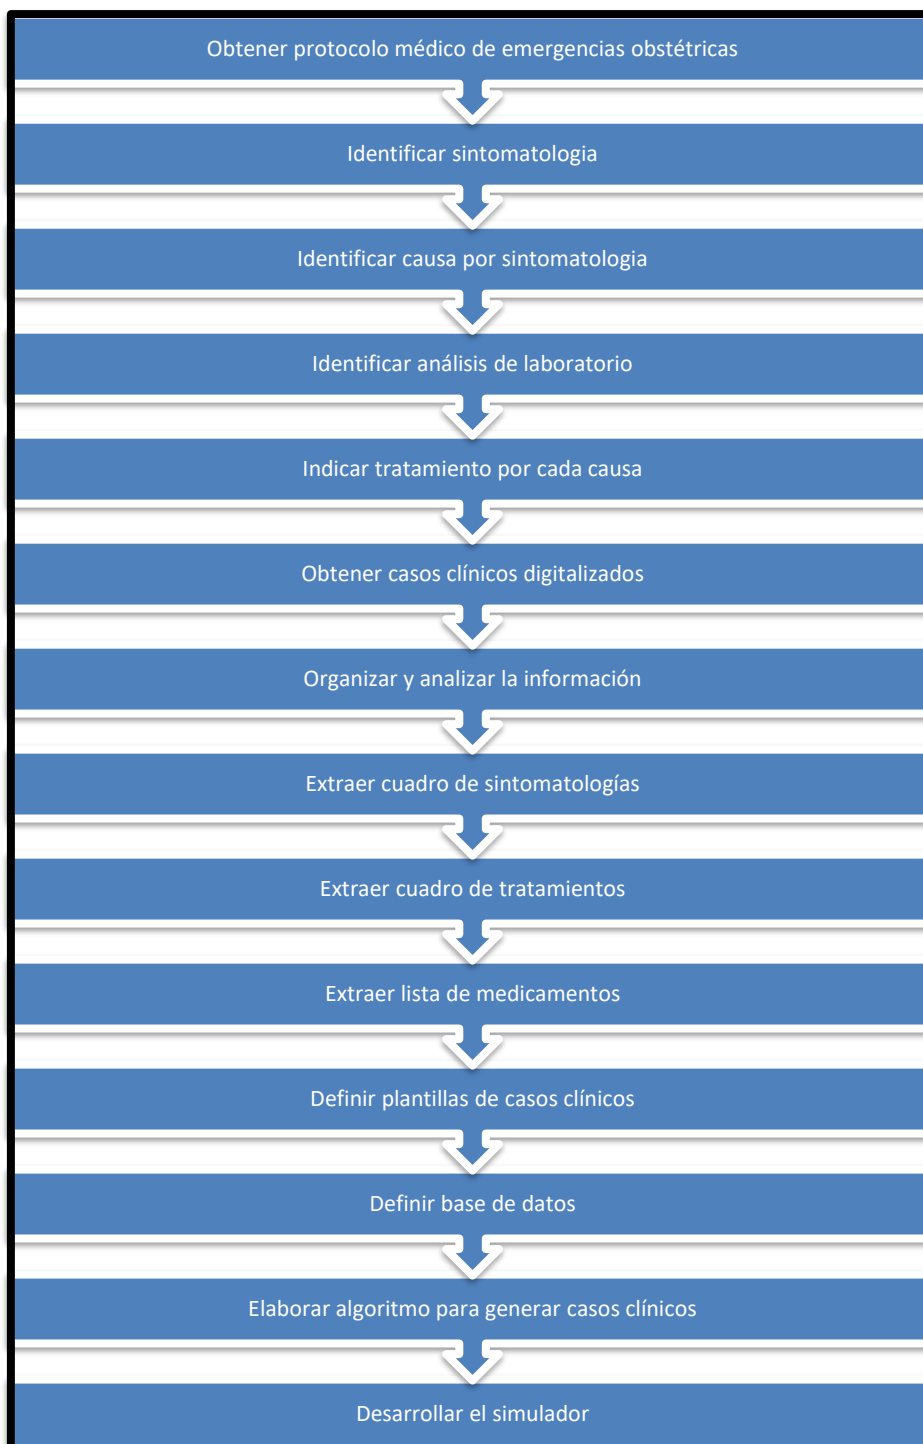 Obtener protocolo médico de emergencias obstétricas
Identificar sintomatologia
Identificar causa por sintomatologia
Identificar análisis de laboratorio
Indicar tratamiento por cada causa
Obtener casos clínicos digitalizados
Organizar y analizar la información
Extraer cuadro de sintomatologías
Extraer cuadro de tratamientos
Extraer lista de medicamentos
Definir plantillas de casos clínicos
Definir base de datos
Elaborar algoritmo para generar casos clínicos
Desarrollar el simulador